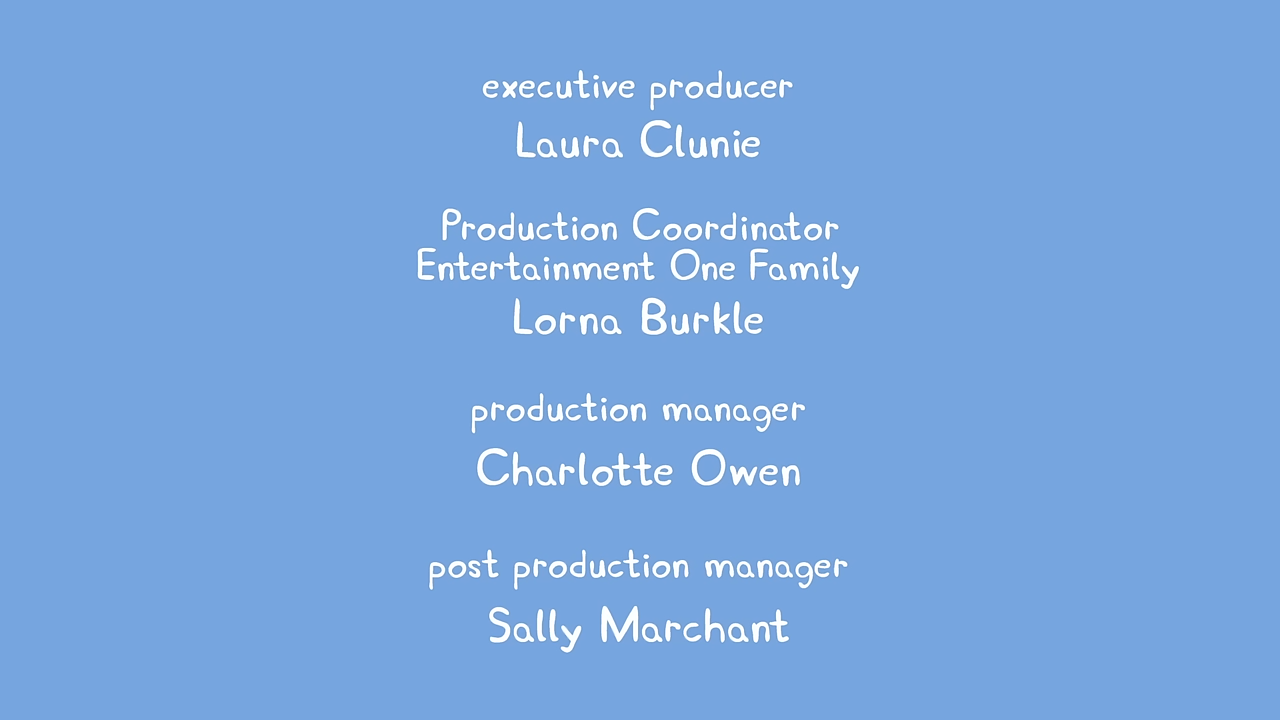 executive producer
Laura Clunie
Production Coordinator
Entertainment One Family
Lorna Burkle
production manager
Charlotte Owen
post production manager
Sally Marchant